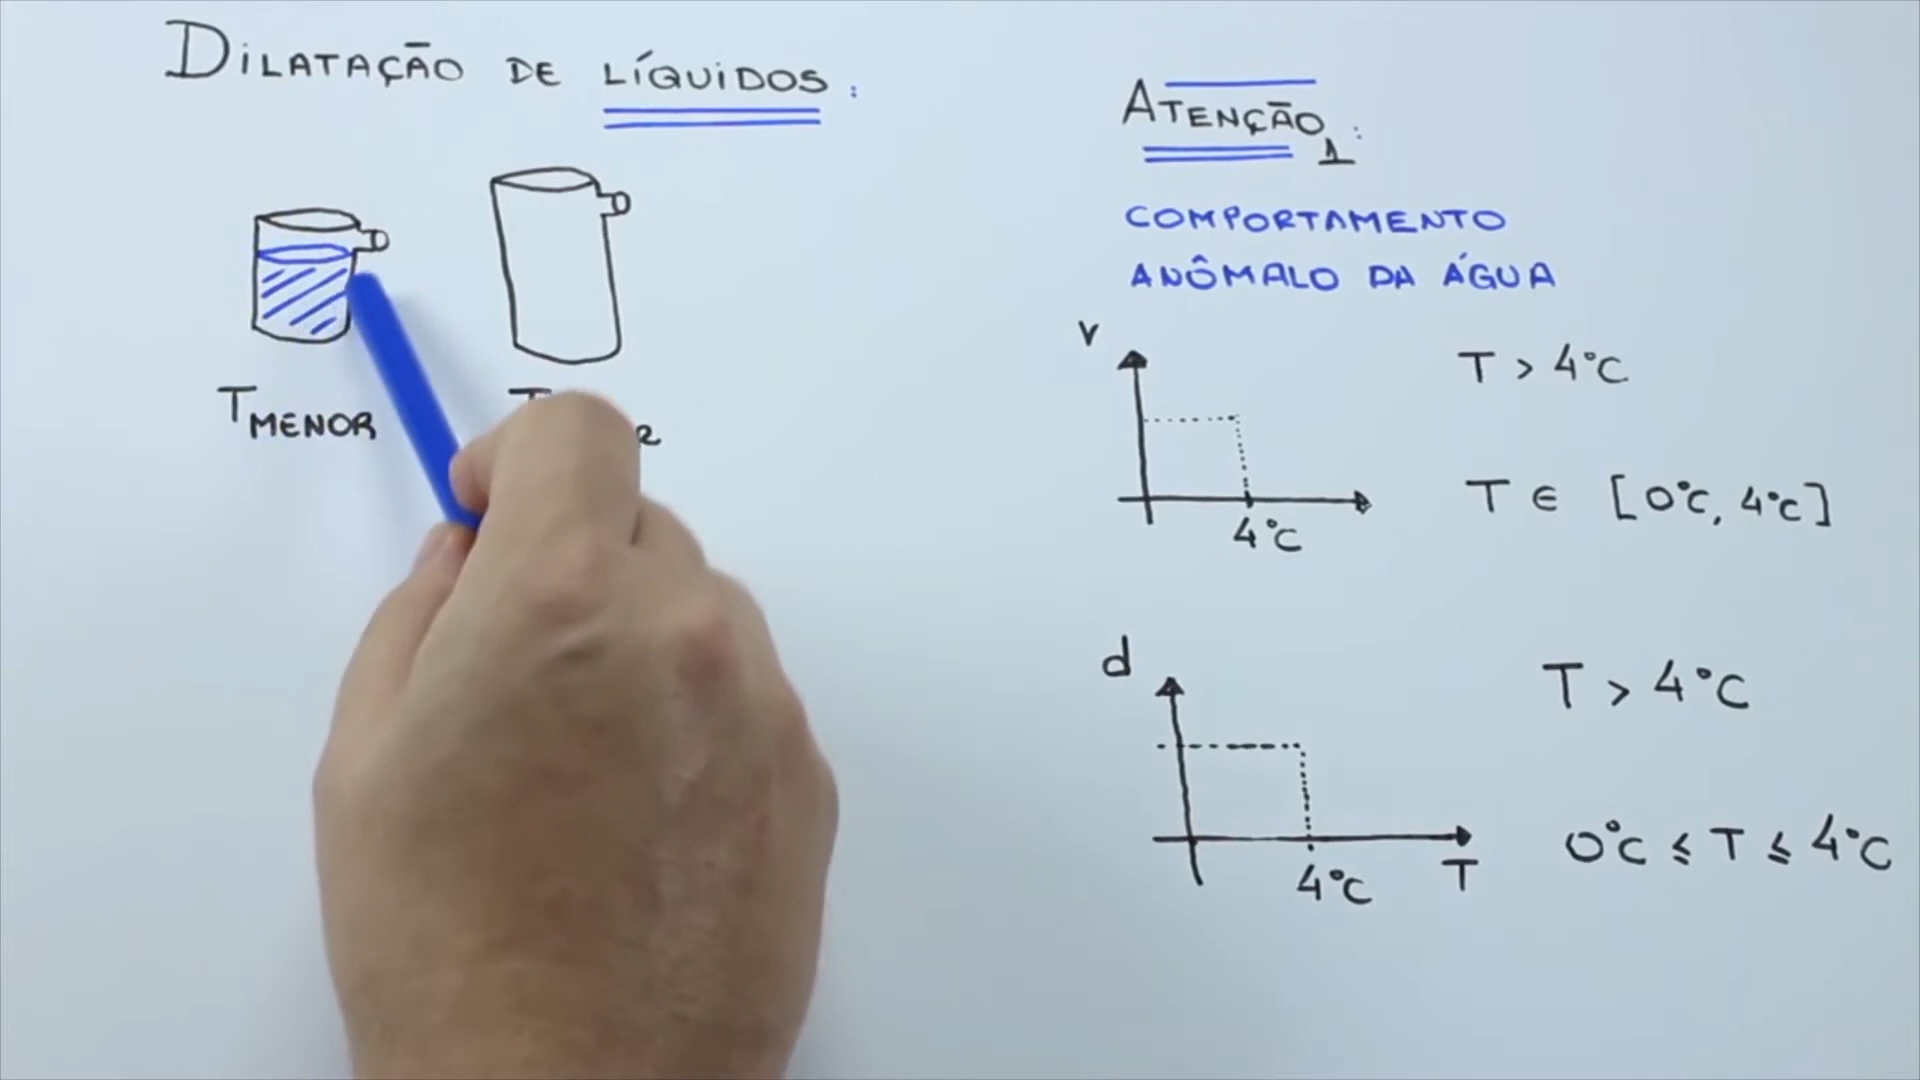 DILATAÇÃO DE LÍQUIDOS:
TMENOR
ATENÇÃO 1:
COMPORTAMENTO
ANÔMALO DA ÁGUA
V
T > 4°C
T ∈ [0°C, 4°C]
4°C
d
T > 4°C
0°C ≤ T ≤ 4°C
4°C T